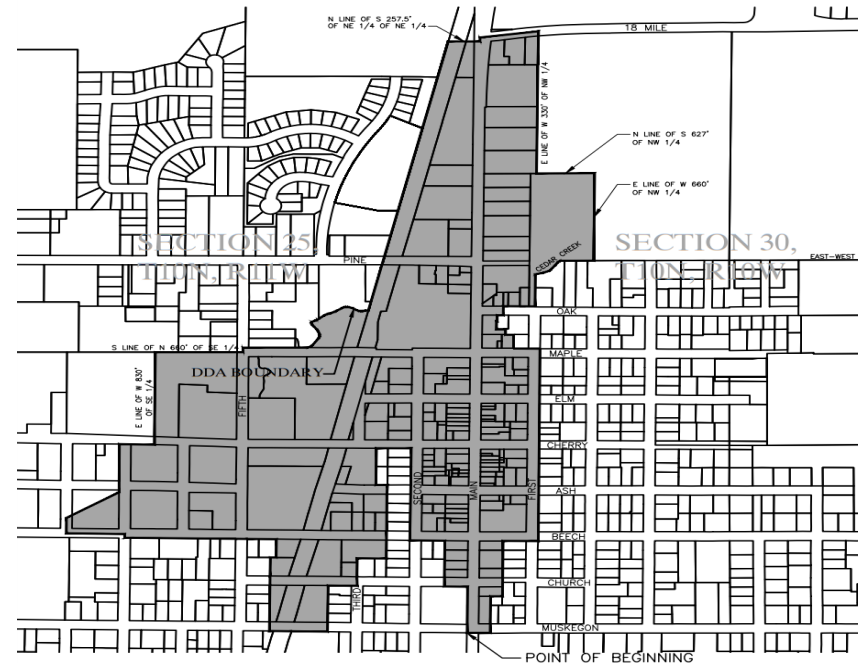 N LINE OF S 257.5'
OF NE 1/4 OF NE 1/4
18 MILE
E LINE OF W 330' OF NW 1/4
N LINE OF S 627'
OF NW 1/4
E LINE OF W 660'
OF NW 1/4
SECTION 25,
T10N, R11W
SECTION 30,
T10N, R10W
PINE
CEDAR CREEK
EAST-WEST
OAK
S LINE OF N 660' OF SE 1/4
MAPLE
DDA BOUNDARY
E LINE OF W 830'
OF SE 1/4
FIFTH
ELM
CHERRY
SECOND
MAIN
FIRST
ASH
BEECH
THIRD
CHURCH
MUSKEGON
POINT OF BEGINNING